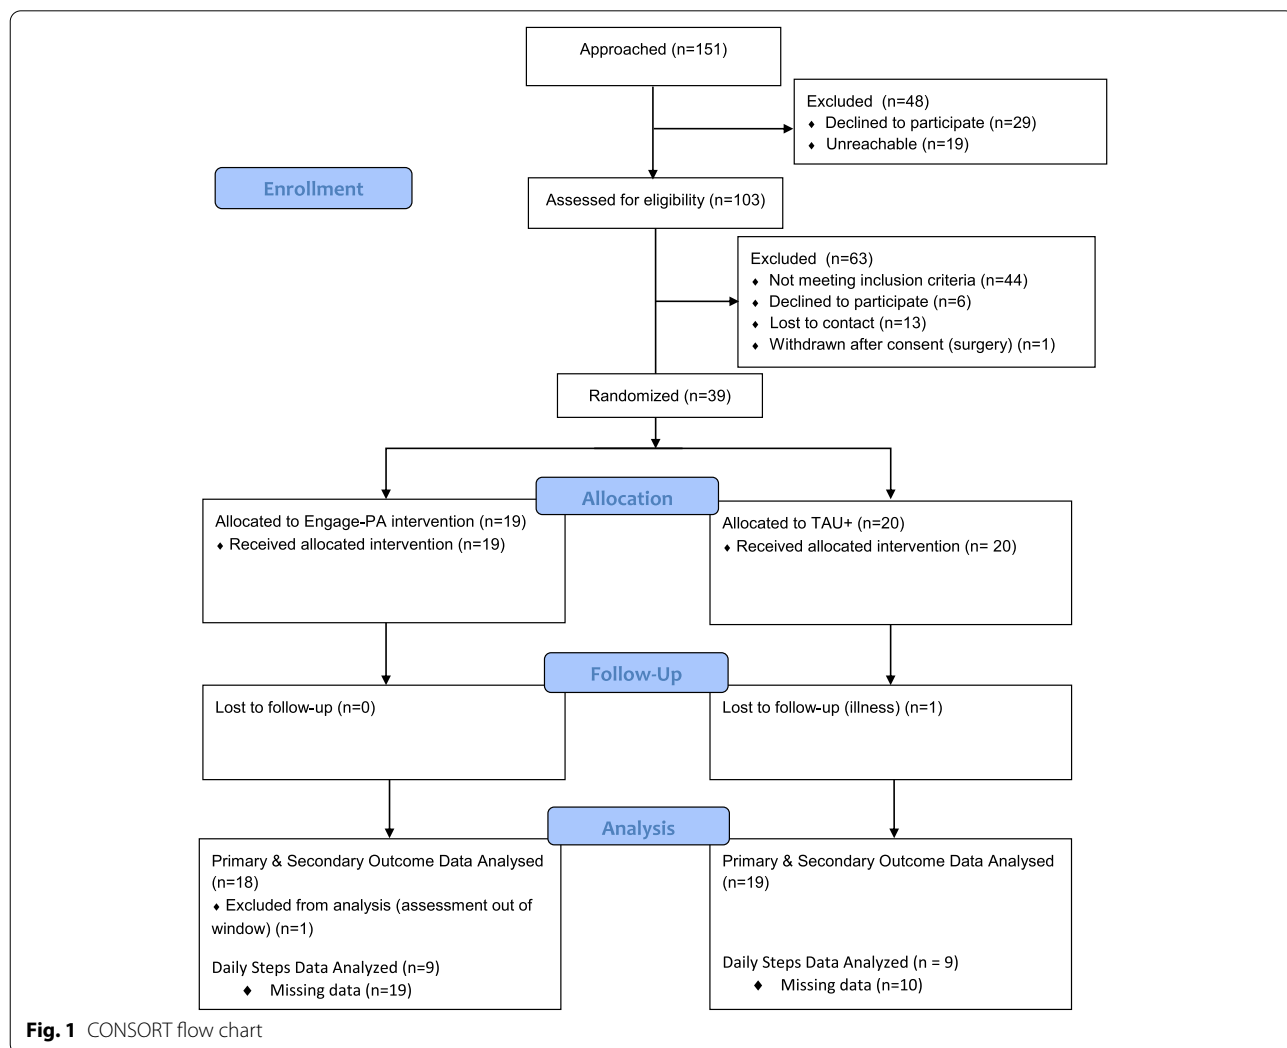 Approached (n=151)
Excluded (n=48)
♦ Declined to participate (n=29)
♦ Unreachable (n=19)
Enrollment
Assessed for eligibility (n=103)
Excluded (n=63)
♦ Not meeting inclusion criteria (n=44)
♦ Declined to participate (n=6)
♦ Lost to contact (n=13)
♦ Withdrawn after consent (surgery) (n=1)
Randomized (n=39)
Allocation
Allocated to Engage-PA intervention (n=19)
♦ Received allocated intervention (n=19)
Allocated to TAU+ (n=20)
♦ Received allocated intervention (n= 20)
Follow-Up
Lost to follow-up (n=0)
Lost to follow-up (illness) (n=1)
Analysis
Primary & Secondary Outcome Data Analysed
(n=18)
♦ Excluded from analysis (assessment out of
window) (n=1)
Daily Steps Data Analyzed (n=9)
♦ Missing data (n=19)
Primary & Secondary Outcome Data Analysed
(n=19)
Daily Steps Data Analyzed (n = 9)
♦ Missing data (n=10)
Fig. 1 CONSORT flow chart